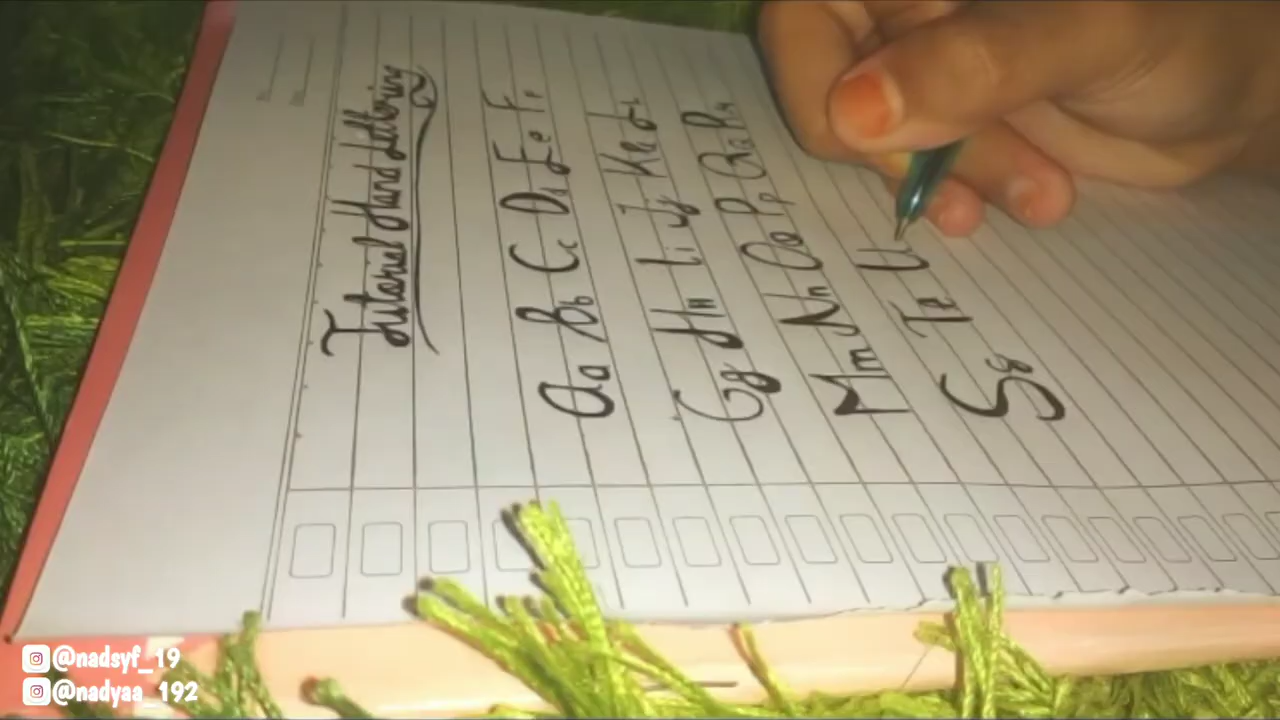 Tutorial Hand Lettering
Aa Bb Cc Dd Ee Ff
Gg Hh Ii Jj Kk
Mm Nn Oo Pp Qq Rr
Ss Tt U
@nadsyf_19
@nadyaa_192